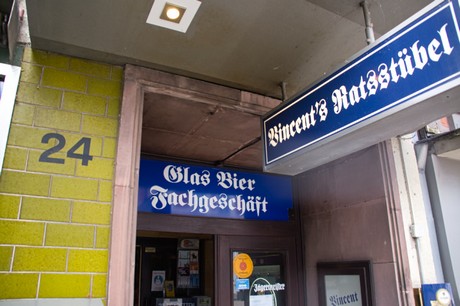 24
Vincent's Ratsstübel
Glas Bier
Fachgeschäft
Jägermeister
Vincent